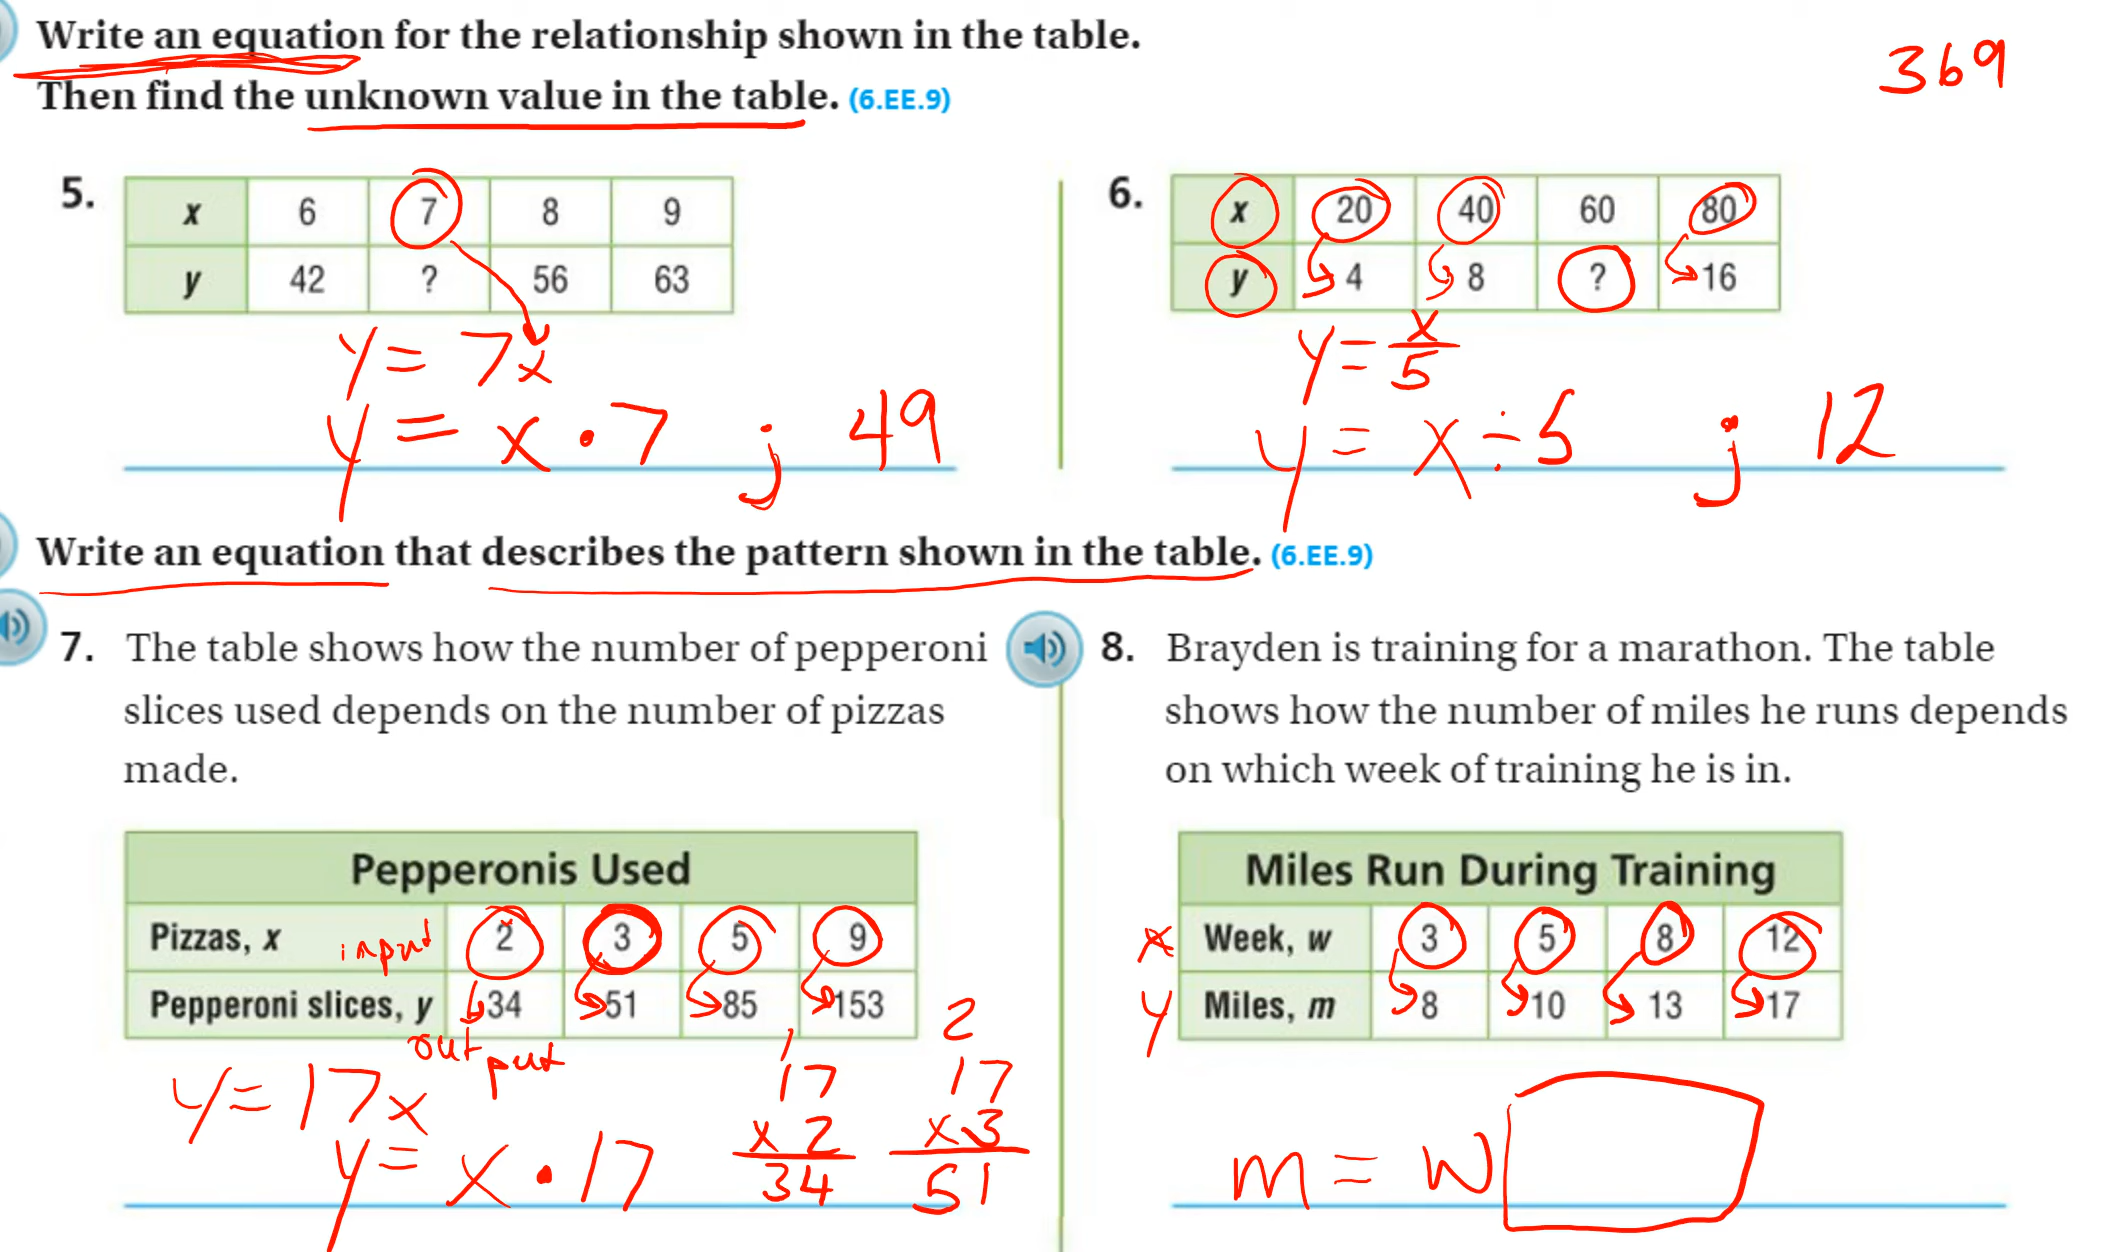 Write an equation for the relationship shown in the table.
369
Then find the unknown value in the table. (6.EE.9)
5.
x 6 7 8 9
y 42 ? 56 63
y = 7x
y = x · 7 ; 49
6.
x 20 40 60 80
y 4 8 ? 16
y = x/5
y = x ÷ 5 ; 12
Write an equation that describes the pattern shown in the table. (6.EE.9)
7. The table shows how the number of pepperoni
slices used depends on the number of pizzas
made.
Pepperonis Used
Pizzas, x input 2 3 5 9
Pepperoni slices, y 34 51 85 153
output
y = 17x
y = x · 17
1
17
x 2
34
2
17
x 3
51
8. Brayden is training for a marathon. The table
shows how the number of miles he runs depends
on which week of training he is in.
Miles Run During Training
x Week, w 3 5 8 12
y Miles, m 8 10 13 17
m = w